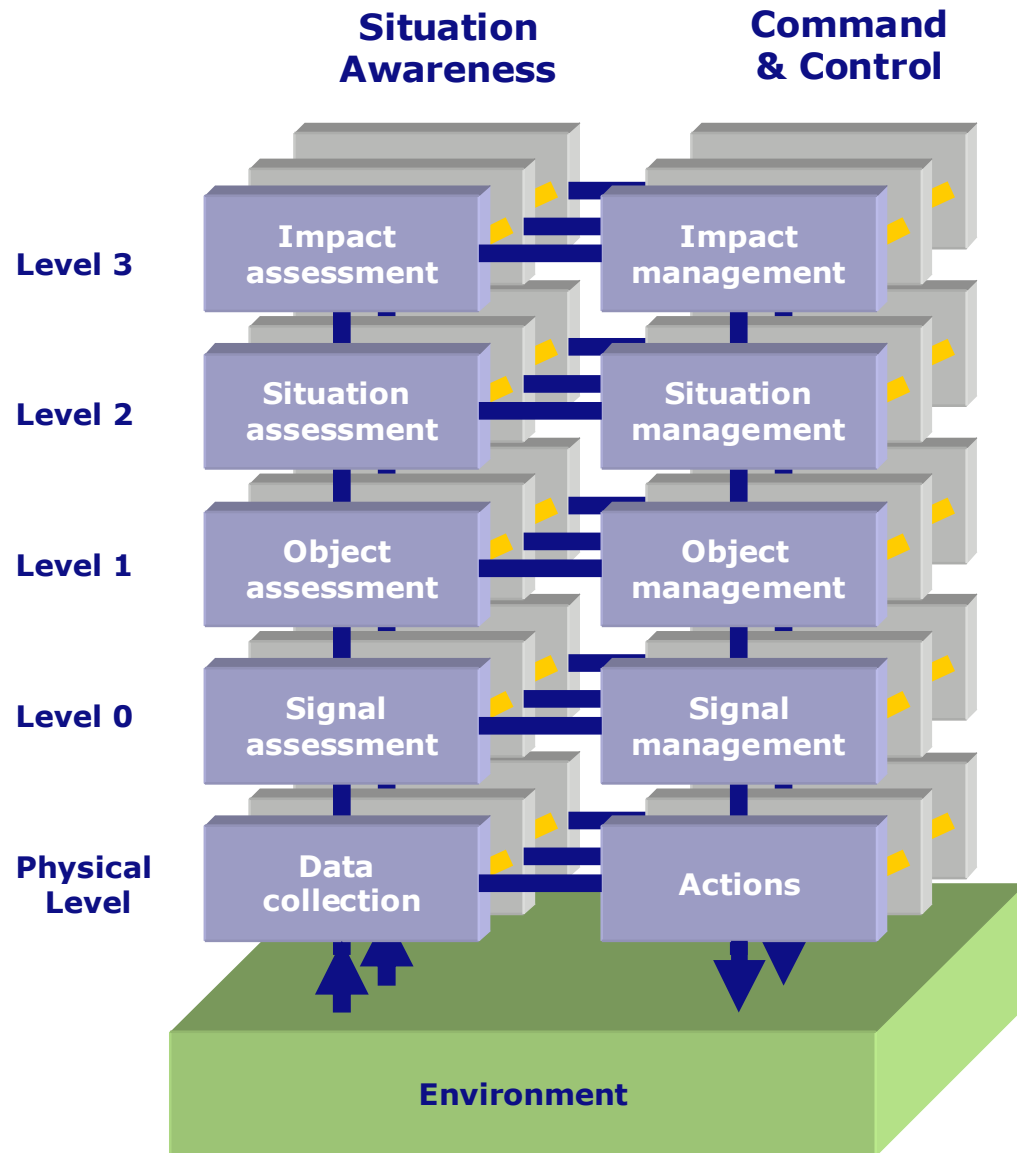 Situation
Awareness
Command
& Control
Level 3
Impact
assessment
Impact
management
Level 2
Situation
assessment
Situation
management
Level 1
Object
assessment
Object
management
Level 0
Signal
assessment
Signal
management
Physical
Level
Data
collection
Actions
Environment